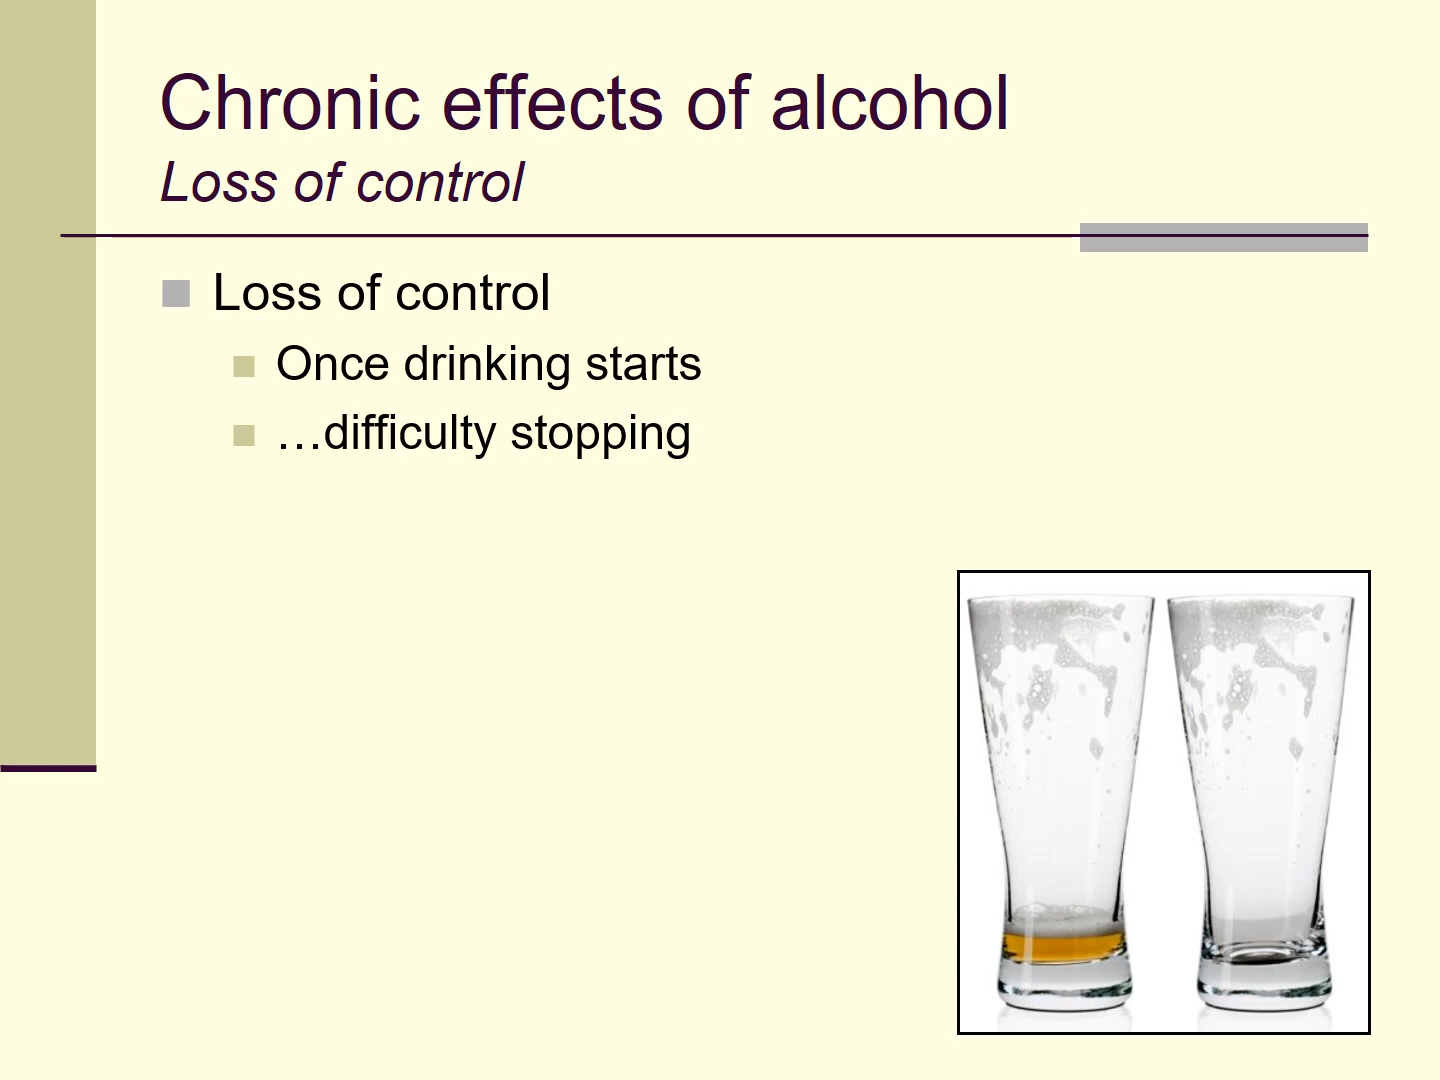 Chronic effects of alcohol
Loss of control
Loss of control
Once drinking starts
…difficulty stopping